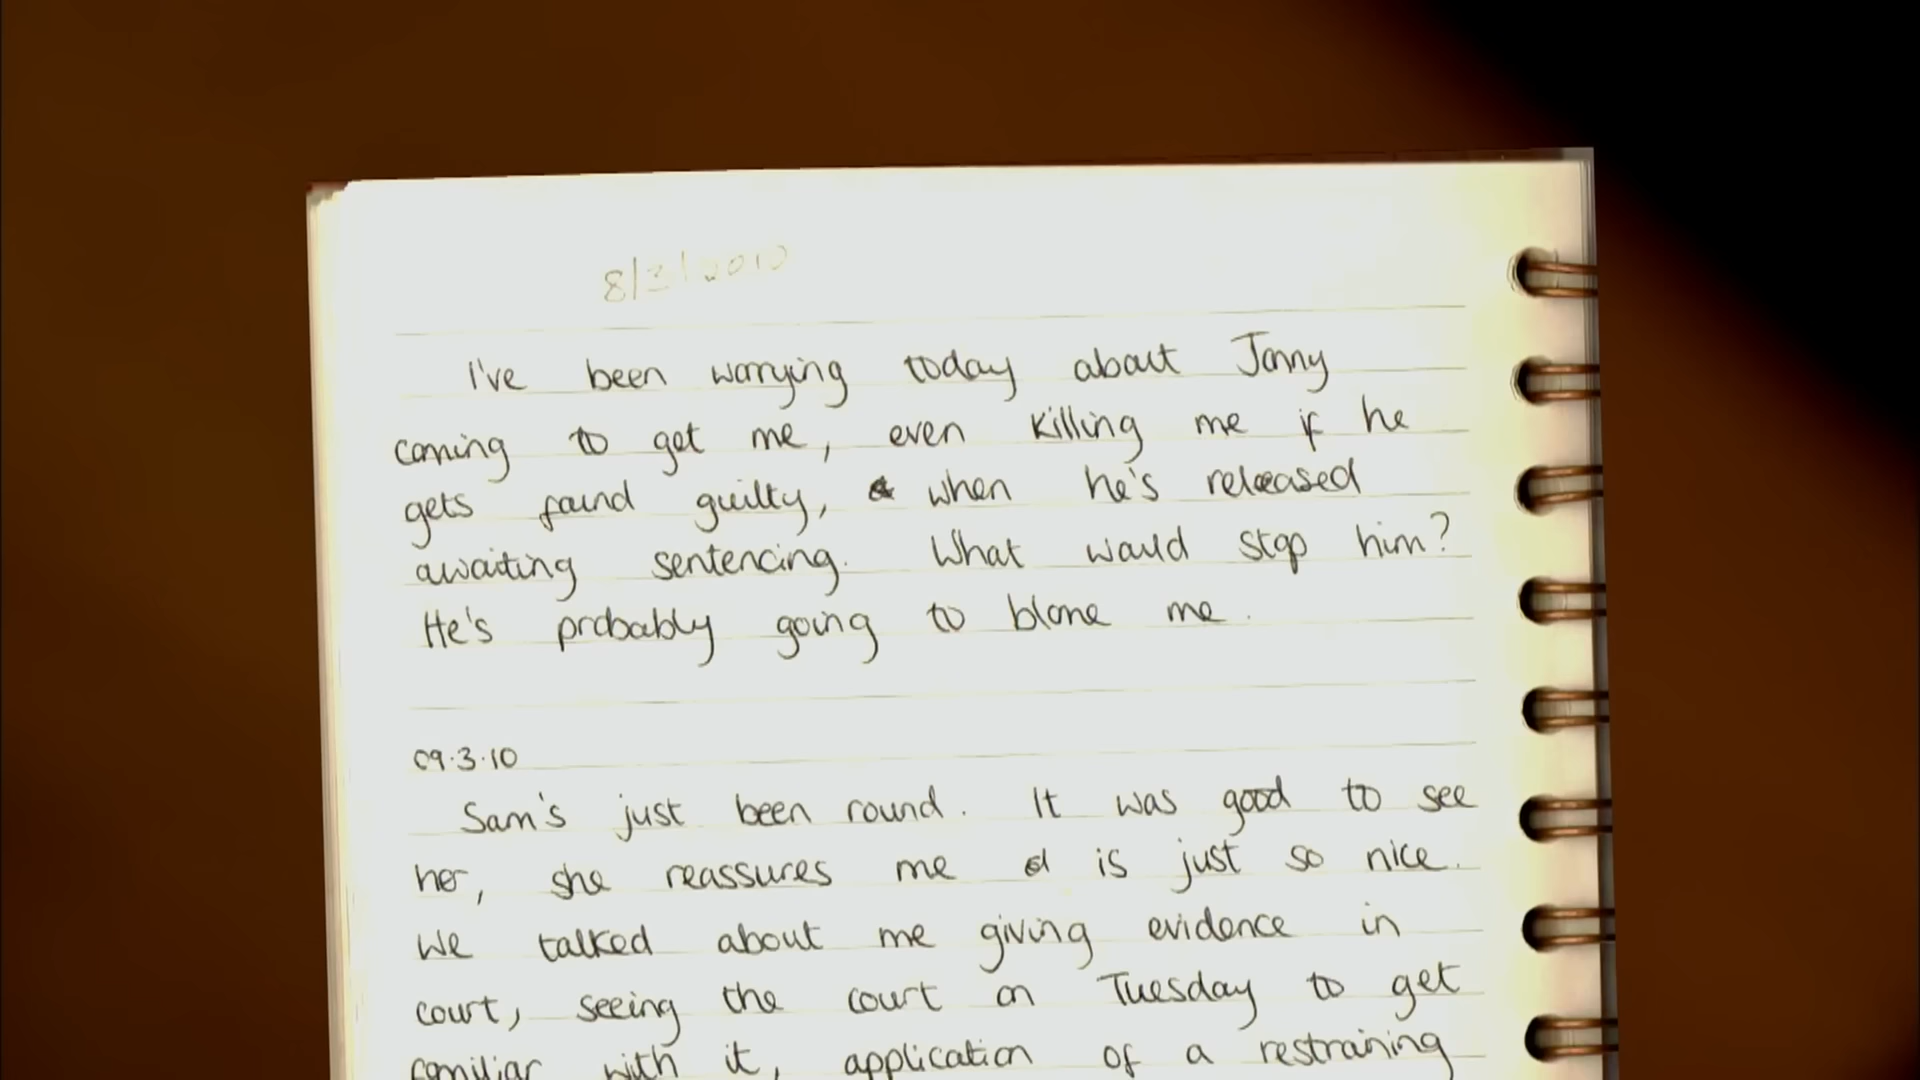 8/3/2010
I've been worrying today about Jonny
coming to get me, even killing me if he
gets found guilty, & when he's released
awaiting sentencing. What would stop him?
He's probably going to blame me.
09.3.10
Sam's just been round. It was good to see
her, she reassures me & is just so nice.
We talked about me giving evidence in
court, seeing the court on Tuesday to get
familiar with it, application of a restraining